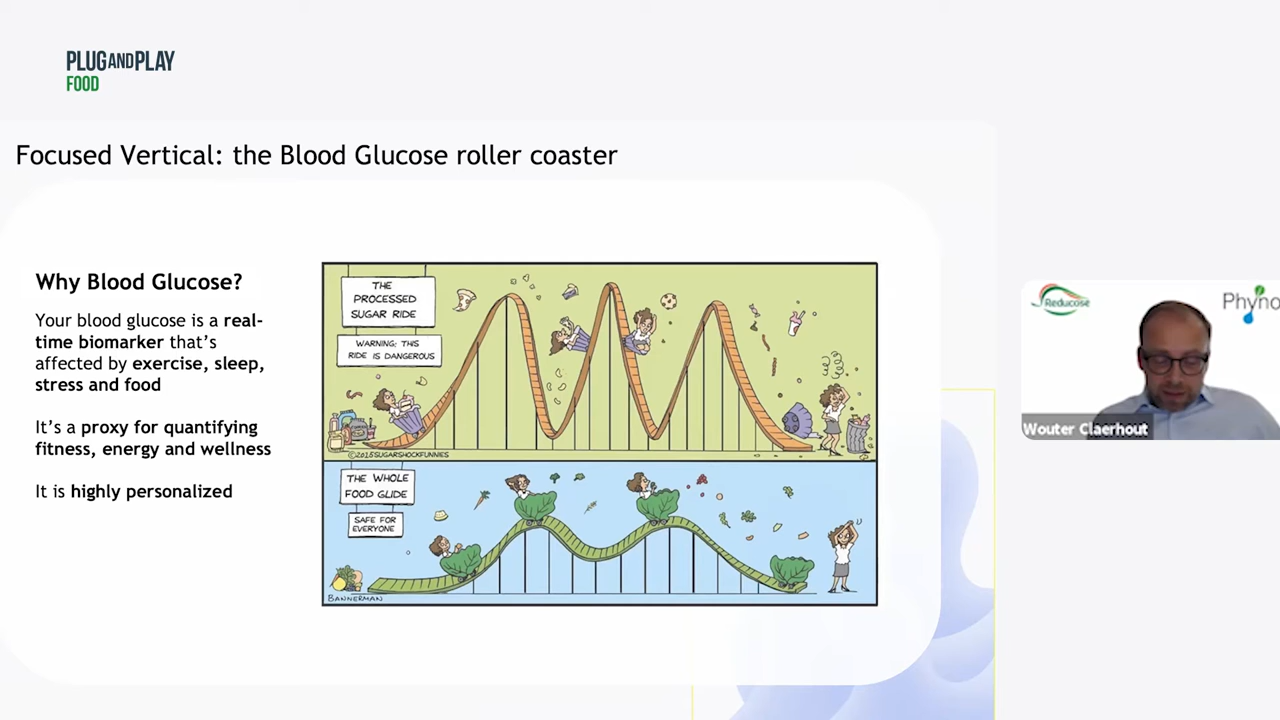 PLUG AND PLAY
FOOD
Focused Vertical: the Blood Glucose roller coaster
Why Blood Glucose?
Your blood glucose is a real-
time biomarker that's
affected by exercise, sleep,
stress and food
It's a proxy for quantifying
fitness, energy and wellness
It is highly personalized
THE
PROCESSED
SUGAR RIDE
WARNING: THIS
RIDE IS DANGEROUS
©2015SUGARSHOCKFUNNIES
THE WHOLE
FOOD GLIDE
SAFE FOR
EVERYONE
BANNERMAN
Reducose
Phyno
Wouter Claerhout